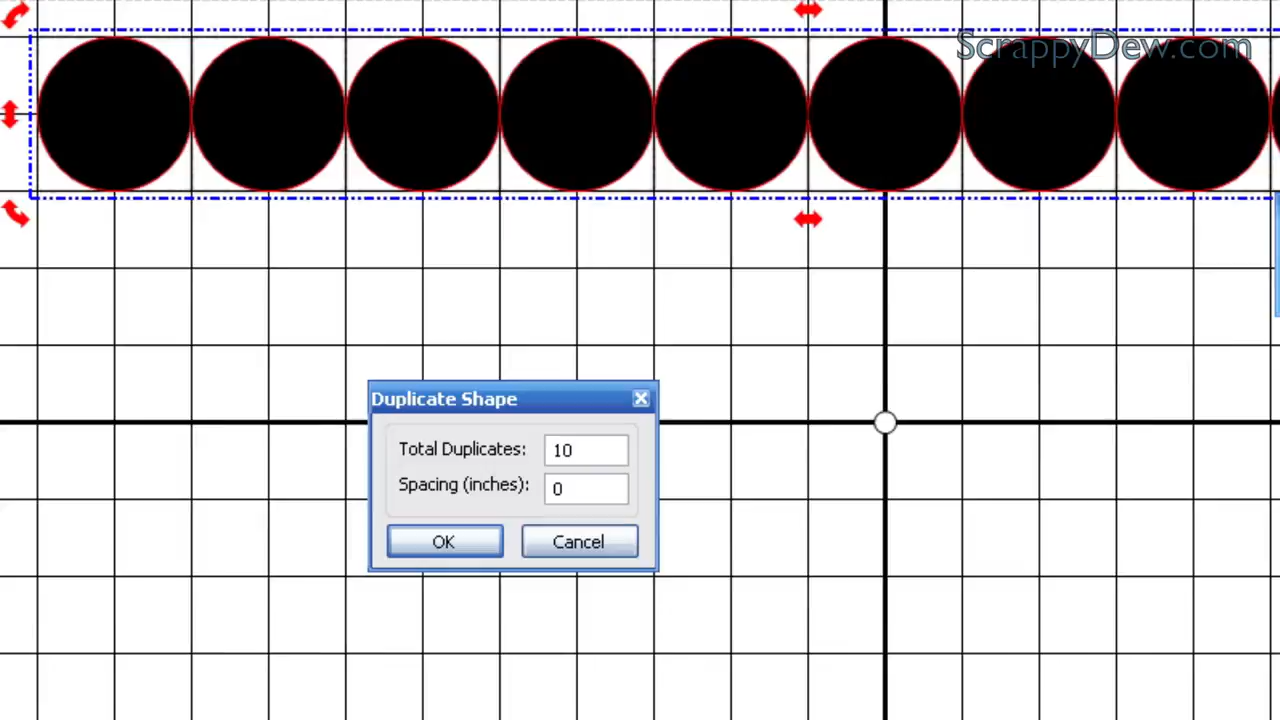 ScrappyDew.com
Duplicate Shape
Total Duplicates: 10
Spacing (inches): 0
OK Cancel